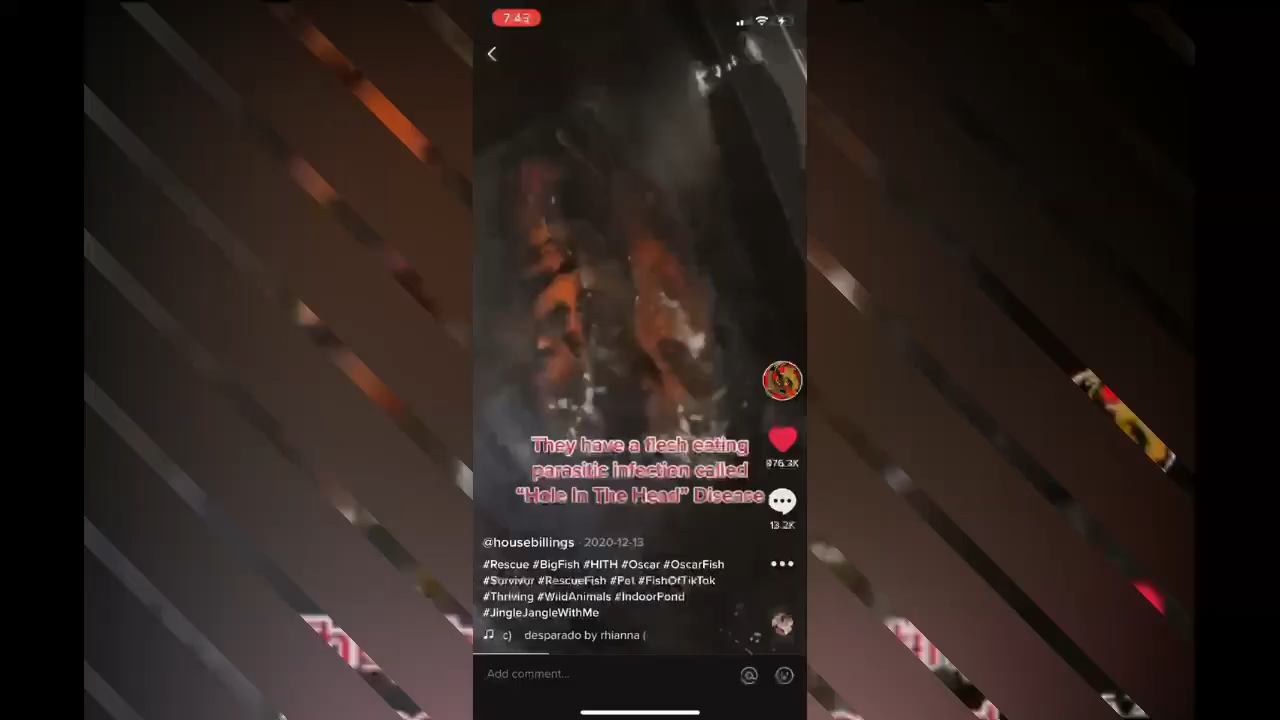 7:43
They have a flesh eating
parasitic infection called
"Hole In The Head" Disease
976.3K
13.2K
@housebillings · 2020-12-13
#Rescue #BigFish #HITH #Oscar #OscarFish
#Survivor #RescueFish #Pet #FishOfTikTok
#Thriving #WildAnimals #IndoorPond
#JingleJangleWithMe
c) desparado by rhianna (
Add comment...